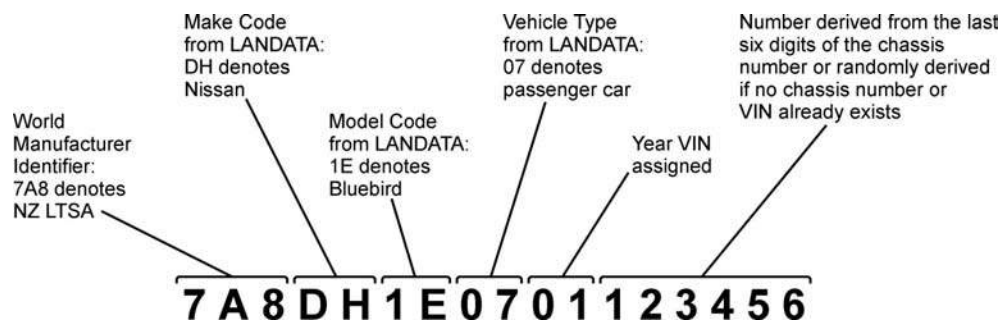 Make Code
from LANDATA:
DH denotes
Nissan
Vehicle Type
from LANDATA:
07 denotes
passenger car
Number derived from the last
six digits of the chassis
number or randomly derived
if no chassis number or
VIN already exists
World
Manufacturer
Identifier:
7A8 denotes
NZ LTSA
Model Code
from LANDATA:
1E denotes
Bluebird
Year VIN
assigned
7A8DH1E0701123456